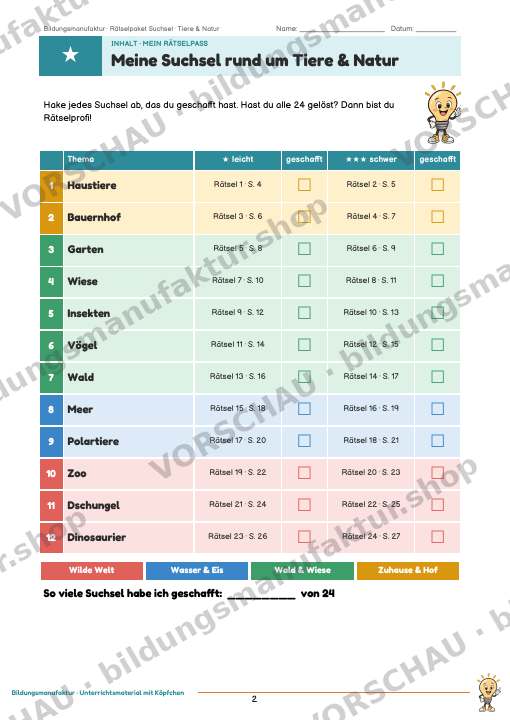 Bildungsmanufaktur · Rätselpaket Suchsel · Tiere & Natur Name: ____________ Datum: ____________
INHALT · MEIN RÄTSELPASS
Meine Suchsel rund um Tiere & Natur
Hake jedes Suchsel ab, das du geschafft hast. Hast du alle 24 gelöst? Dann bist du
Rätselprofi!
Thema ★ leicht geschafft ★★★ schwer geschafft
1 Haustiere Rätsel 1 · S. 4 Rätsel 2 · S. 5
2 Bauernhof Rätsel 3 · S. 6 Rätsel 4 · S. 7
3 Garten Rätsel 5 · S. 8 Rätsel 6 · S. 9
4 Wiese Rätsel 7 · S. 10 Rätsel 8 · S. 11
5 Insekten Rätsel 9 · S. 12 Rätsel 10 · S. 13
6 Vögel Rätsel 11 · S. 14 Rätsel 12 · S. 15
7 Wald Rätsel 13 · S. 16 Rätsel 14 · S. 17
8 Meer Rätsel 15 · S. 18 Rätsel 16 · S. 19
9 Polartiere Rätsel 17 · S. 20 Rätsel 18 · S. 21
10 Zoo Rätsel 19 · S. 22 Rätsel 20 · S. 23
11 Dschungel Rätsel 21 · S. 24 Rätsel 22 · S. 25
12 Dinosaurier Rätsel 23 · S. 26 Rätsel 24 · S. 27
Wilde Welt Wasser & Eis Wald & Wiese Zuhause & Hof
So viele Suchsel habe ich geschafft: ________ von 24
Bildungsmanufaktur · Unterrichtsmaterial mit Köpfchen
2
VORSCHAU · bildungsmanufaktur.shop